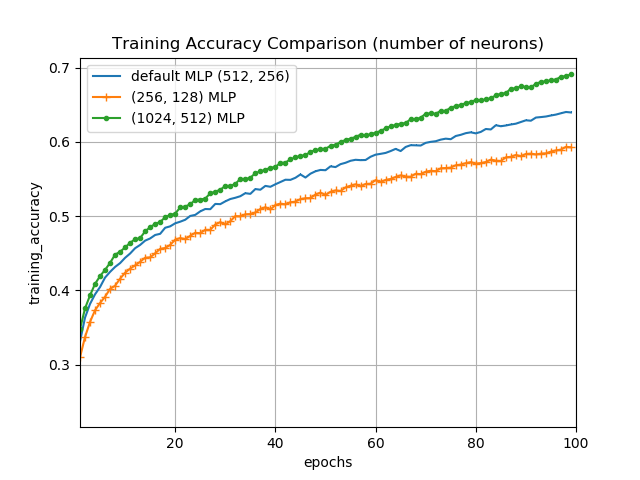 Training Accuracy Comparison (number of neurons)
default MLP (512, 256)
(256, 128) MLP
(1024, 512) MLP
0.7
0.6
0.5
0.4
0.3
training_accuracy
20
40
60
80
100
epochs